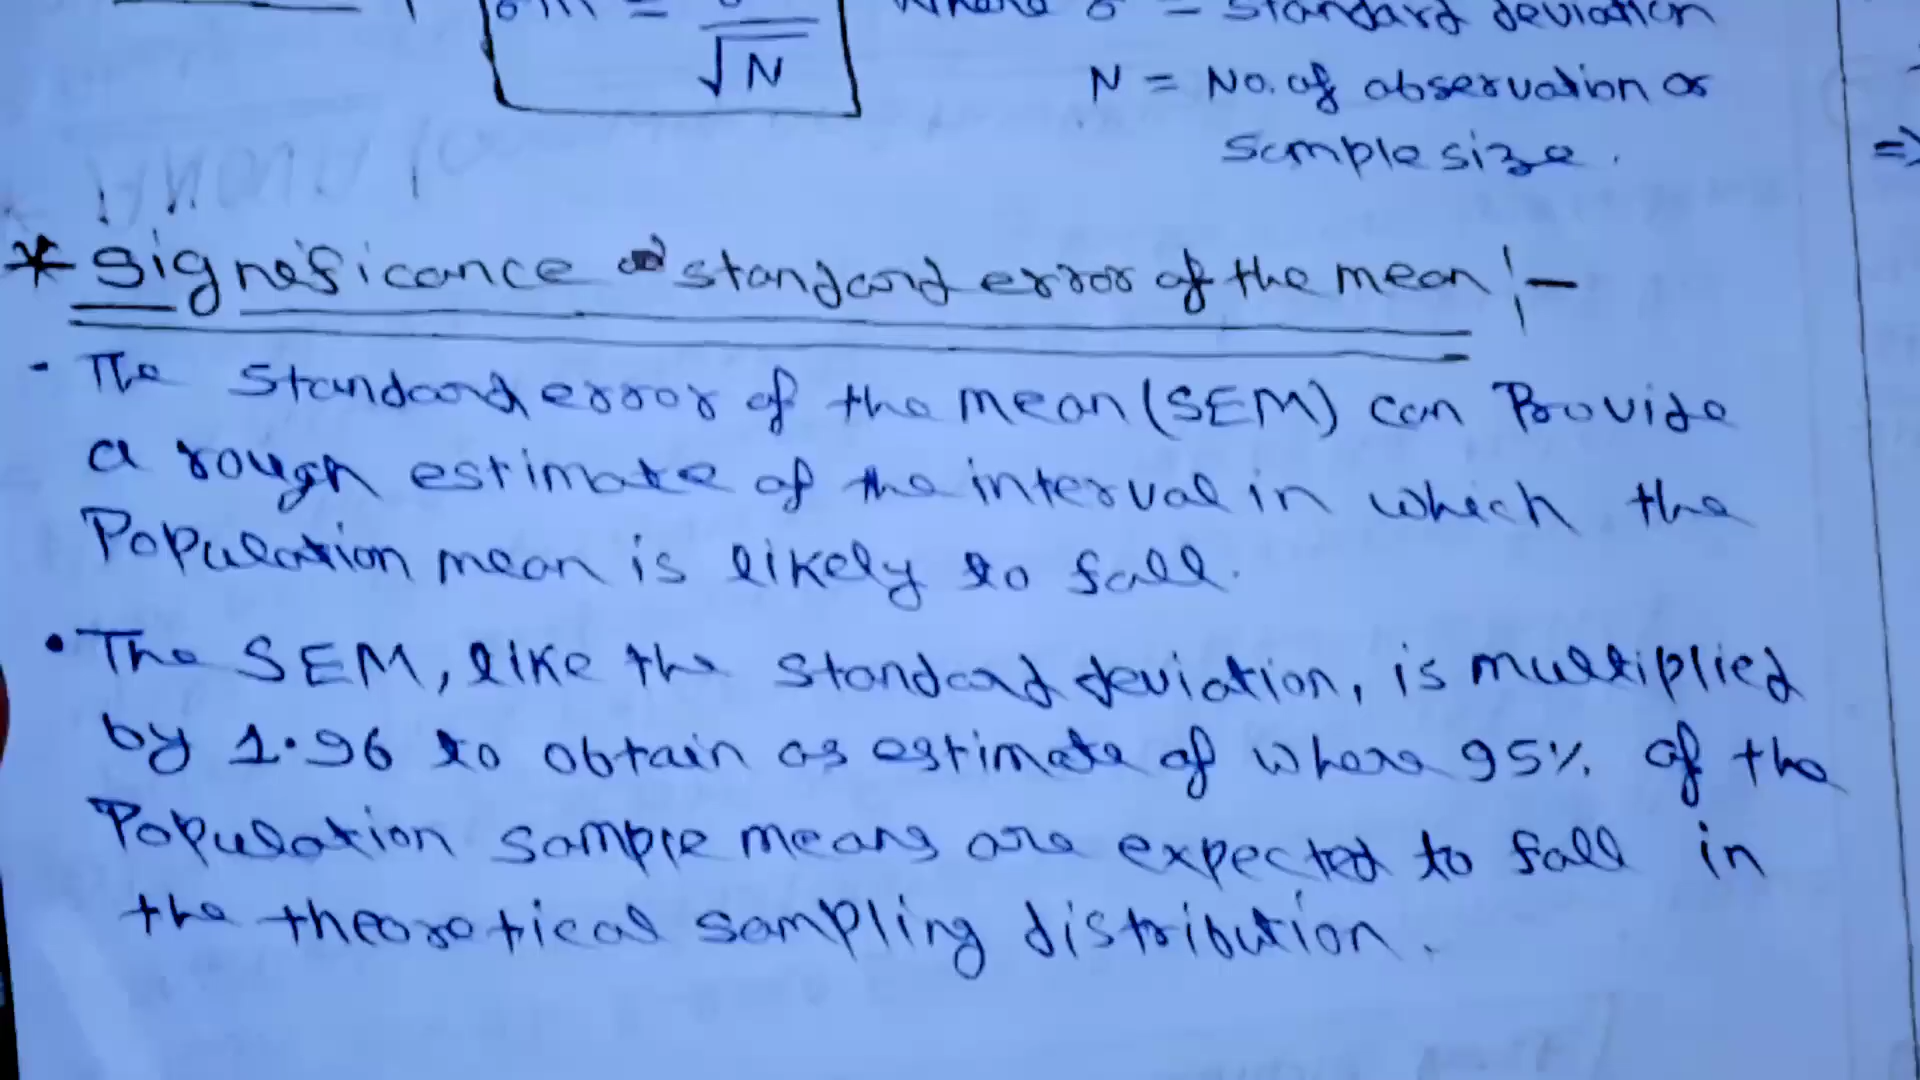 σm = σ/√N where σ = standard deviation
N = No. of observation or
sample size.
* Significance of standard error of the mean :-
- The standard error of the mean (SEM) can Provide
a rough estimate of the interval in which the
Population mean is likely to fall.
• The SEM, like the standard deviation, is multiplied
by 1.96 to obtain as estimate of where 95% of the
Population sample means are expected to fall in
the theoretical sampling distribution.
=>